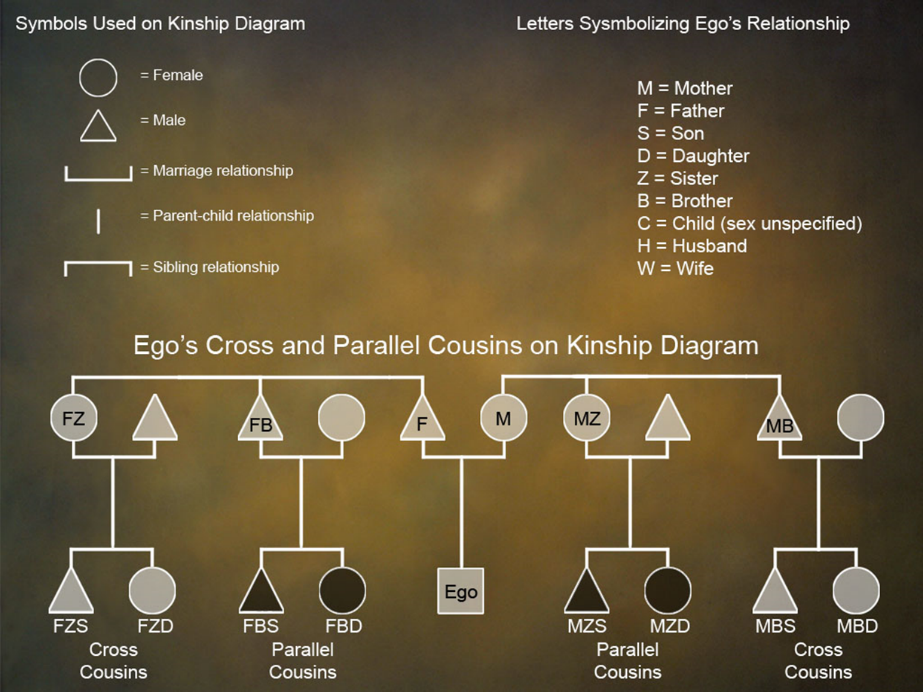 Symbols Used on Kinship Diagram
= Female
= Male
= Marriage relationship
= Parent-child relationship
= Sibling relationship
Letters Sysmbolizing Ego's Relationship
M = Mother
F = Father
S = Son
D = Daughter
Z = Sister
B = Brother
C = Child (sex unspecified)
H = Husband
W = Wife
Ego's Cross and Parallel Cousins on Kinship Diagram
FZ FB F M MZ MB
Ego
FZS FZD FBS FBD MZS MZD MBS MBD
Cross Parallel Parallel Cross
Cousins Cousins Cousins Cousins